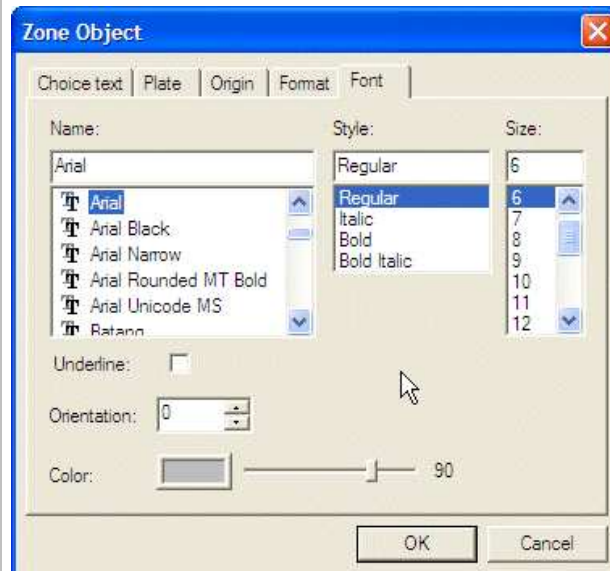 Zone Object
Choice text Plate Origin Format Font
Name: Style: Size:
Arial Regular 6
Arial Regular 6
Arial Black Italic 7
Arial Narrow Bold 8
Arial Rounded MT Bold Bold Italic 9
Arial Unicode MS 10
Batang 11
12
Underline:
Orientation: 0
Color: 90
OK Cancel